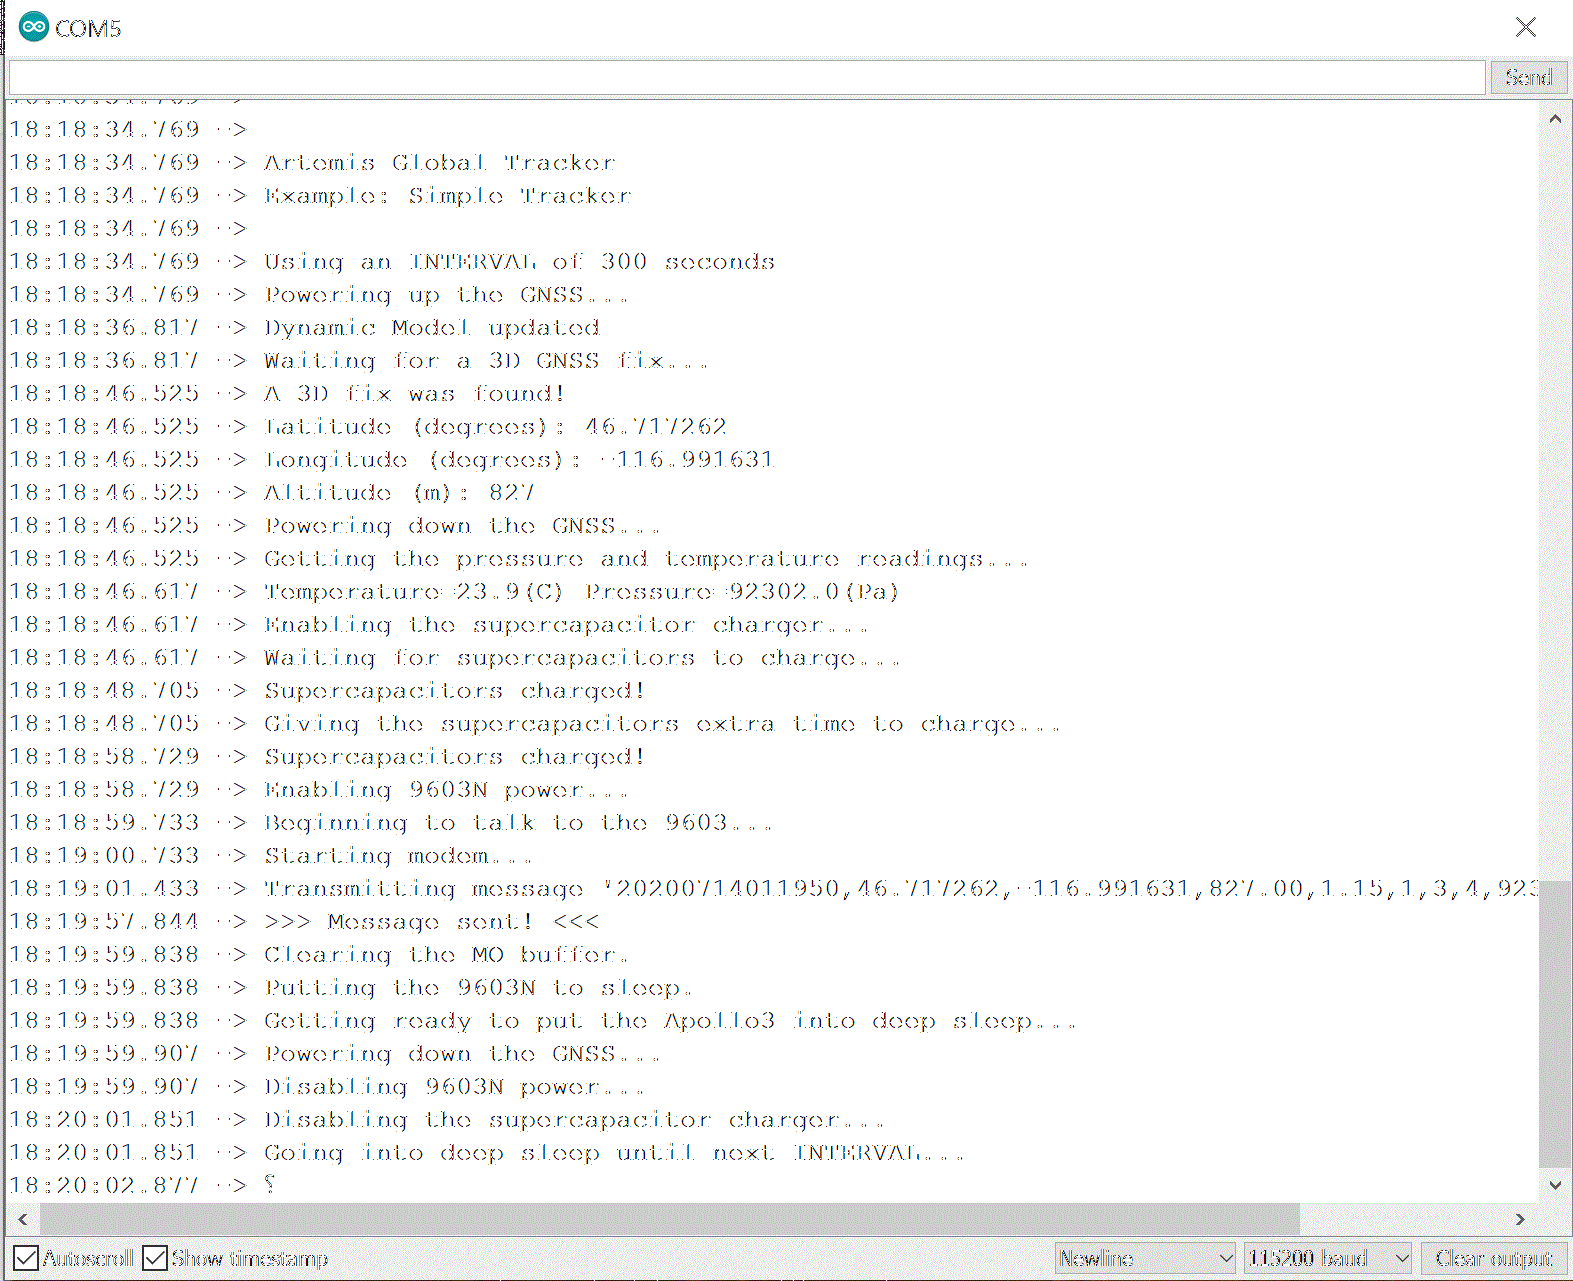 COM5
Send
18:18:34.769 ->
18:18:34.769 -> Artemis Global Tracker
18:18:34.769 -> Example: Simple Tracker
18:18:34.769 ->
18:18:34.769 -> Using an INTERVAL of 300 seconds
18:18:34.769 -> Powering up the GNSS...
18:18:36.817 -> Dynamic Model updated
18:18:36.817 -> Waiting for a 3D GNSS fix...
18:18:46.525 -> A 3D fix was found!
18:18:46.525 -> Latitude (degrees): 46.717262
18:18:46.525 -> Longitude (degrees): -116.991631
18:18:46.525 -> Altitude (m): 827
18:18:46.525 -> Powering down the GNSS...
18:18:46.525 -> Getting the pressure and temperature readings...
18:18:46.617 -> Temperature=23.9(C) Pressure=92302.0(Pa)
18:18:46.617 -> Enabling the supercapacitor charger...
18:18:46.617 -> Waiting for supercapacitors to charge...
18:18:48.705 -> Supercapacitors charged!
18:18:48.705 -> Giving the supercapacitors extra time to charge...
18:18:58.729 -> Supercapacitors charged!
18:18:58.729 -> Enabling 9603N power...
18:18:59.733 -> Beginning to talk to the 9603...
18:19:00.733 -> Starting modem...
18:19:01.433 -> Transmitting message '20200714011950,46.717262,-116.991631,827.00,1.15,1,3,4,923
18:19:57.844 -> >>> Message sent! <<<
18:19:59.838 -> Clearing the MO buffer.
18:19:59.838 -> Putting the 9603N to sleep.
18:19:59.838 -> Getting ready to put the Apollo3 into deep sleep...
18:19:59.907 -> Powering down the GNSS...
18:19:59.907 -> Disabling 9603N power...
18:20:01.851 -> Disabling the supercapacitor charger...
18:20:01.851 -> Going into deep sleep until next INTERVAL...
18:20:02.877 -> ⸮
Autoscroll Show timestamp Newline 115200 baud Clear output